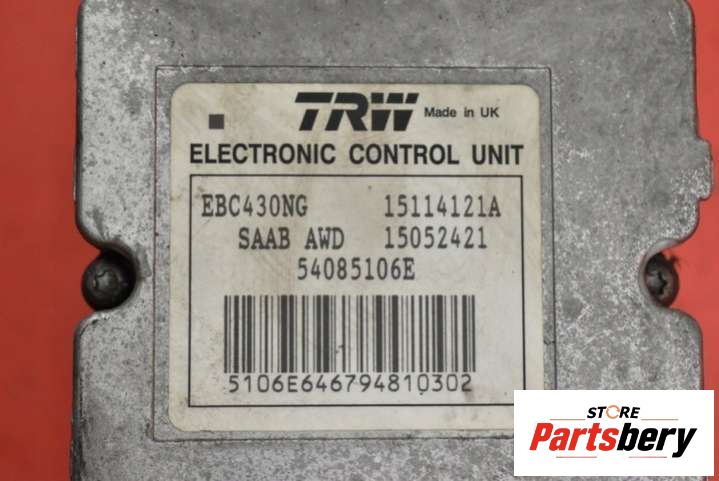 TRW Made in UK
ELECTRONIC CONTROL UNIT
EBC430NG 15114121A
SAAB AWD 15052421
54085106E
5106E646794810302
STORE
Partsbery